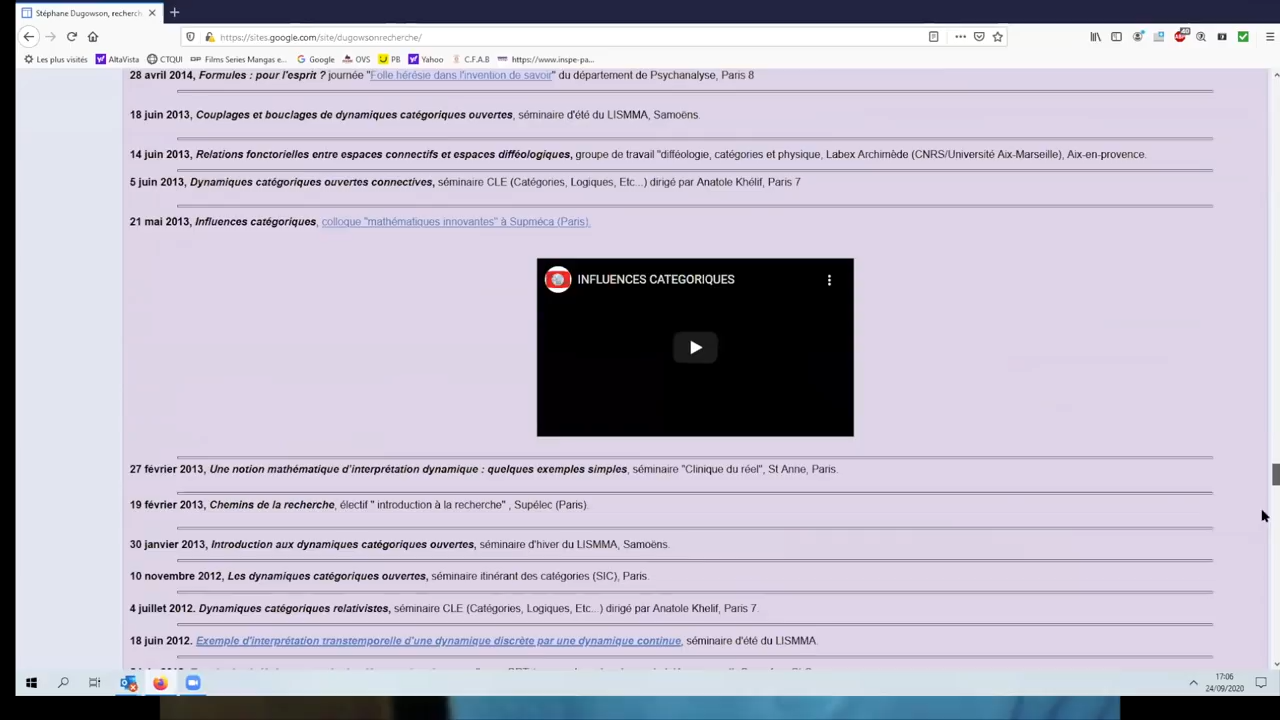 Stéphane Dugowson, recherch
https://sites.google.com/site/dugowsonrecherche/
Les plus visités AltaVista CTQUI Films Series Mangas e... Google OVS PB Yahoo C.F.A.B https://www.inspe-pa...
28 avril 2014, Formules : pour l'esprit ? journée "Folle hérésie dans l'invention de savoir" du département de Psychanalyse, Paris 8
18 juin 2013, Couplages et bouclages de dynamiques catégoriques ouvertes, séminaire d'été du LISMMA, Samoëns.
14 juin 2013, Relations fonctorielles entre espaces connectifs et espaces difféologiques, groupe de travail "difféologie, catégories et physique, Labex Archimède (CNRS/Université Aix-Marseille), Aix-en-provence.
5 juin 2013, Dynamiques catégoriques ouvertes connectives, séminaire CLE (Catégories, Logiques, Etc...) dirigé par Anatole Khélif, Paris 7
21 mai 2013, Influences catégoriques, colloque "mathématiques innovantes" à Supméca (Paris).
INFLUENCES CATEGORIQUES
27 février 2013, Une notion mathématique d'interprétation dynamique : quelques exemples simples, séminaire "Clinique du réel", St Anne, Paris.
19 février 2013, Chemins de la recherche, électif " introduction à la recherche" , Supélec (Paris).
30 janvier 2013, Introduction aux dynamiques catégoriques ouvertes, séminaire d'hiver du LISMMA, Samoëns.
10 novembre 2012, Les dynamiques catégoriques ouvertes, séminaire itinérant des catégories (SIC), Paris.
4 juillet 2012. Dynamiques catégoriques relativistes, séminaire CLE (Catégories, Logiques, Etc...) dirigé par Anatole Khelif, Paris 7.
18 juin 2012. Exemple d'interprétation transtemporelle d'une dynamique discrète par une dynamique continue, séminaire d'été du LISMMA.
17:06
24/09/2020